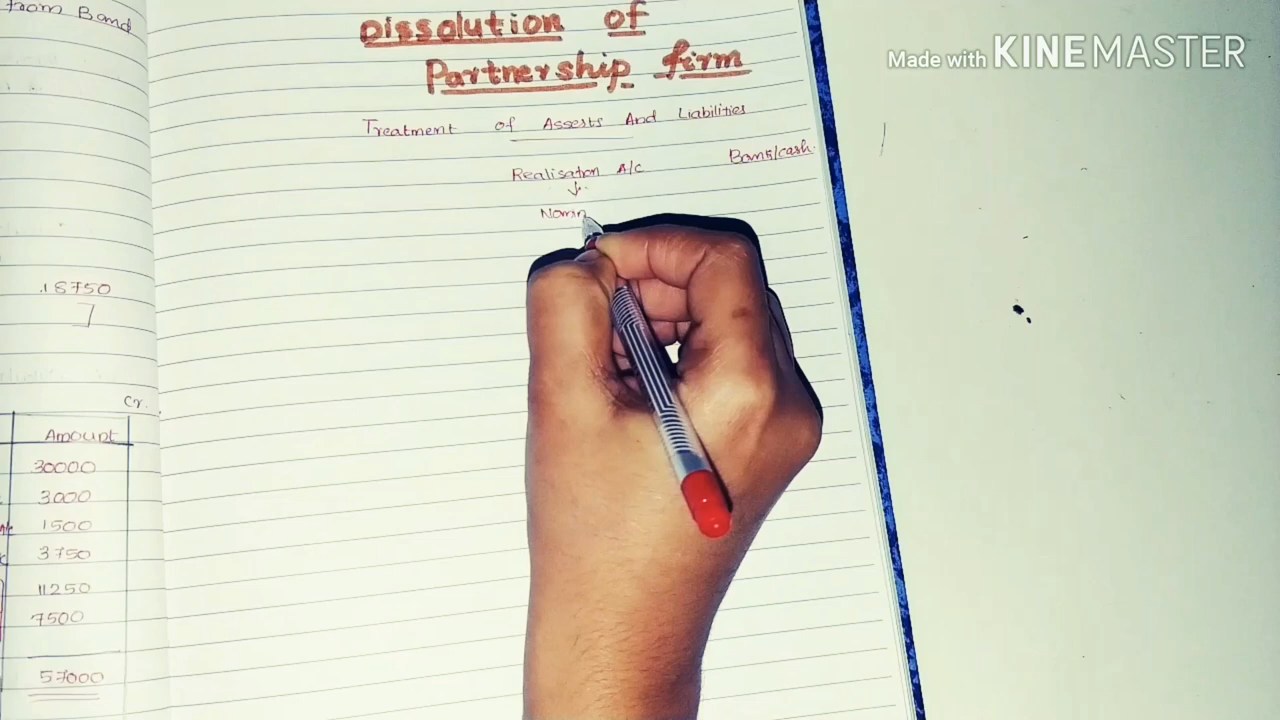 from Bond
18750
Cr.
Amount
30000
3000
1500
3750
11250
7500
57000
Dissolution of
Partnership firm
Treatment of Assests And Liabilities
Realisation A/c
Bank/cash
Nomin
Made with KINEMASTER